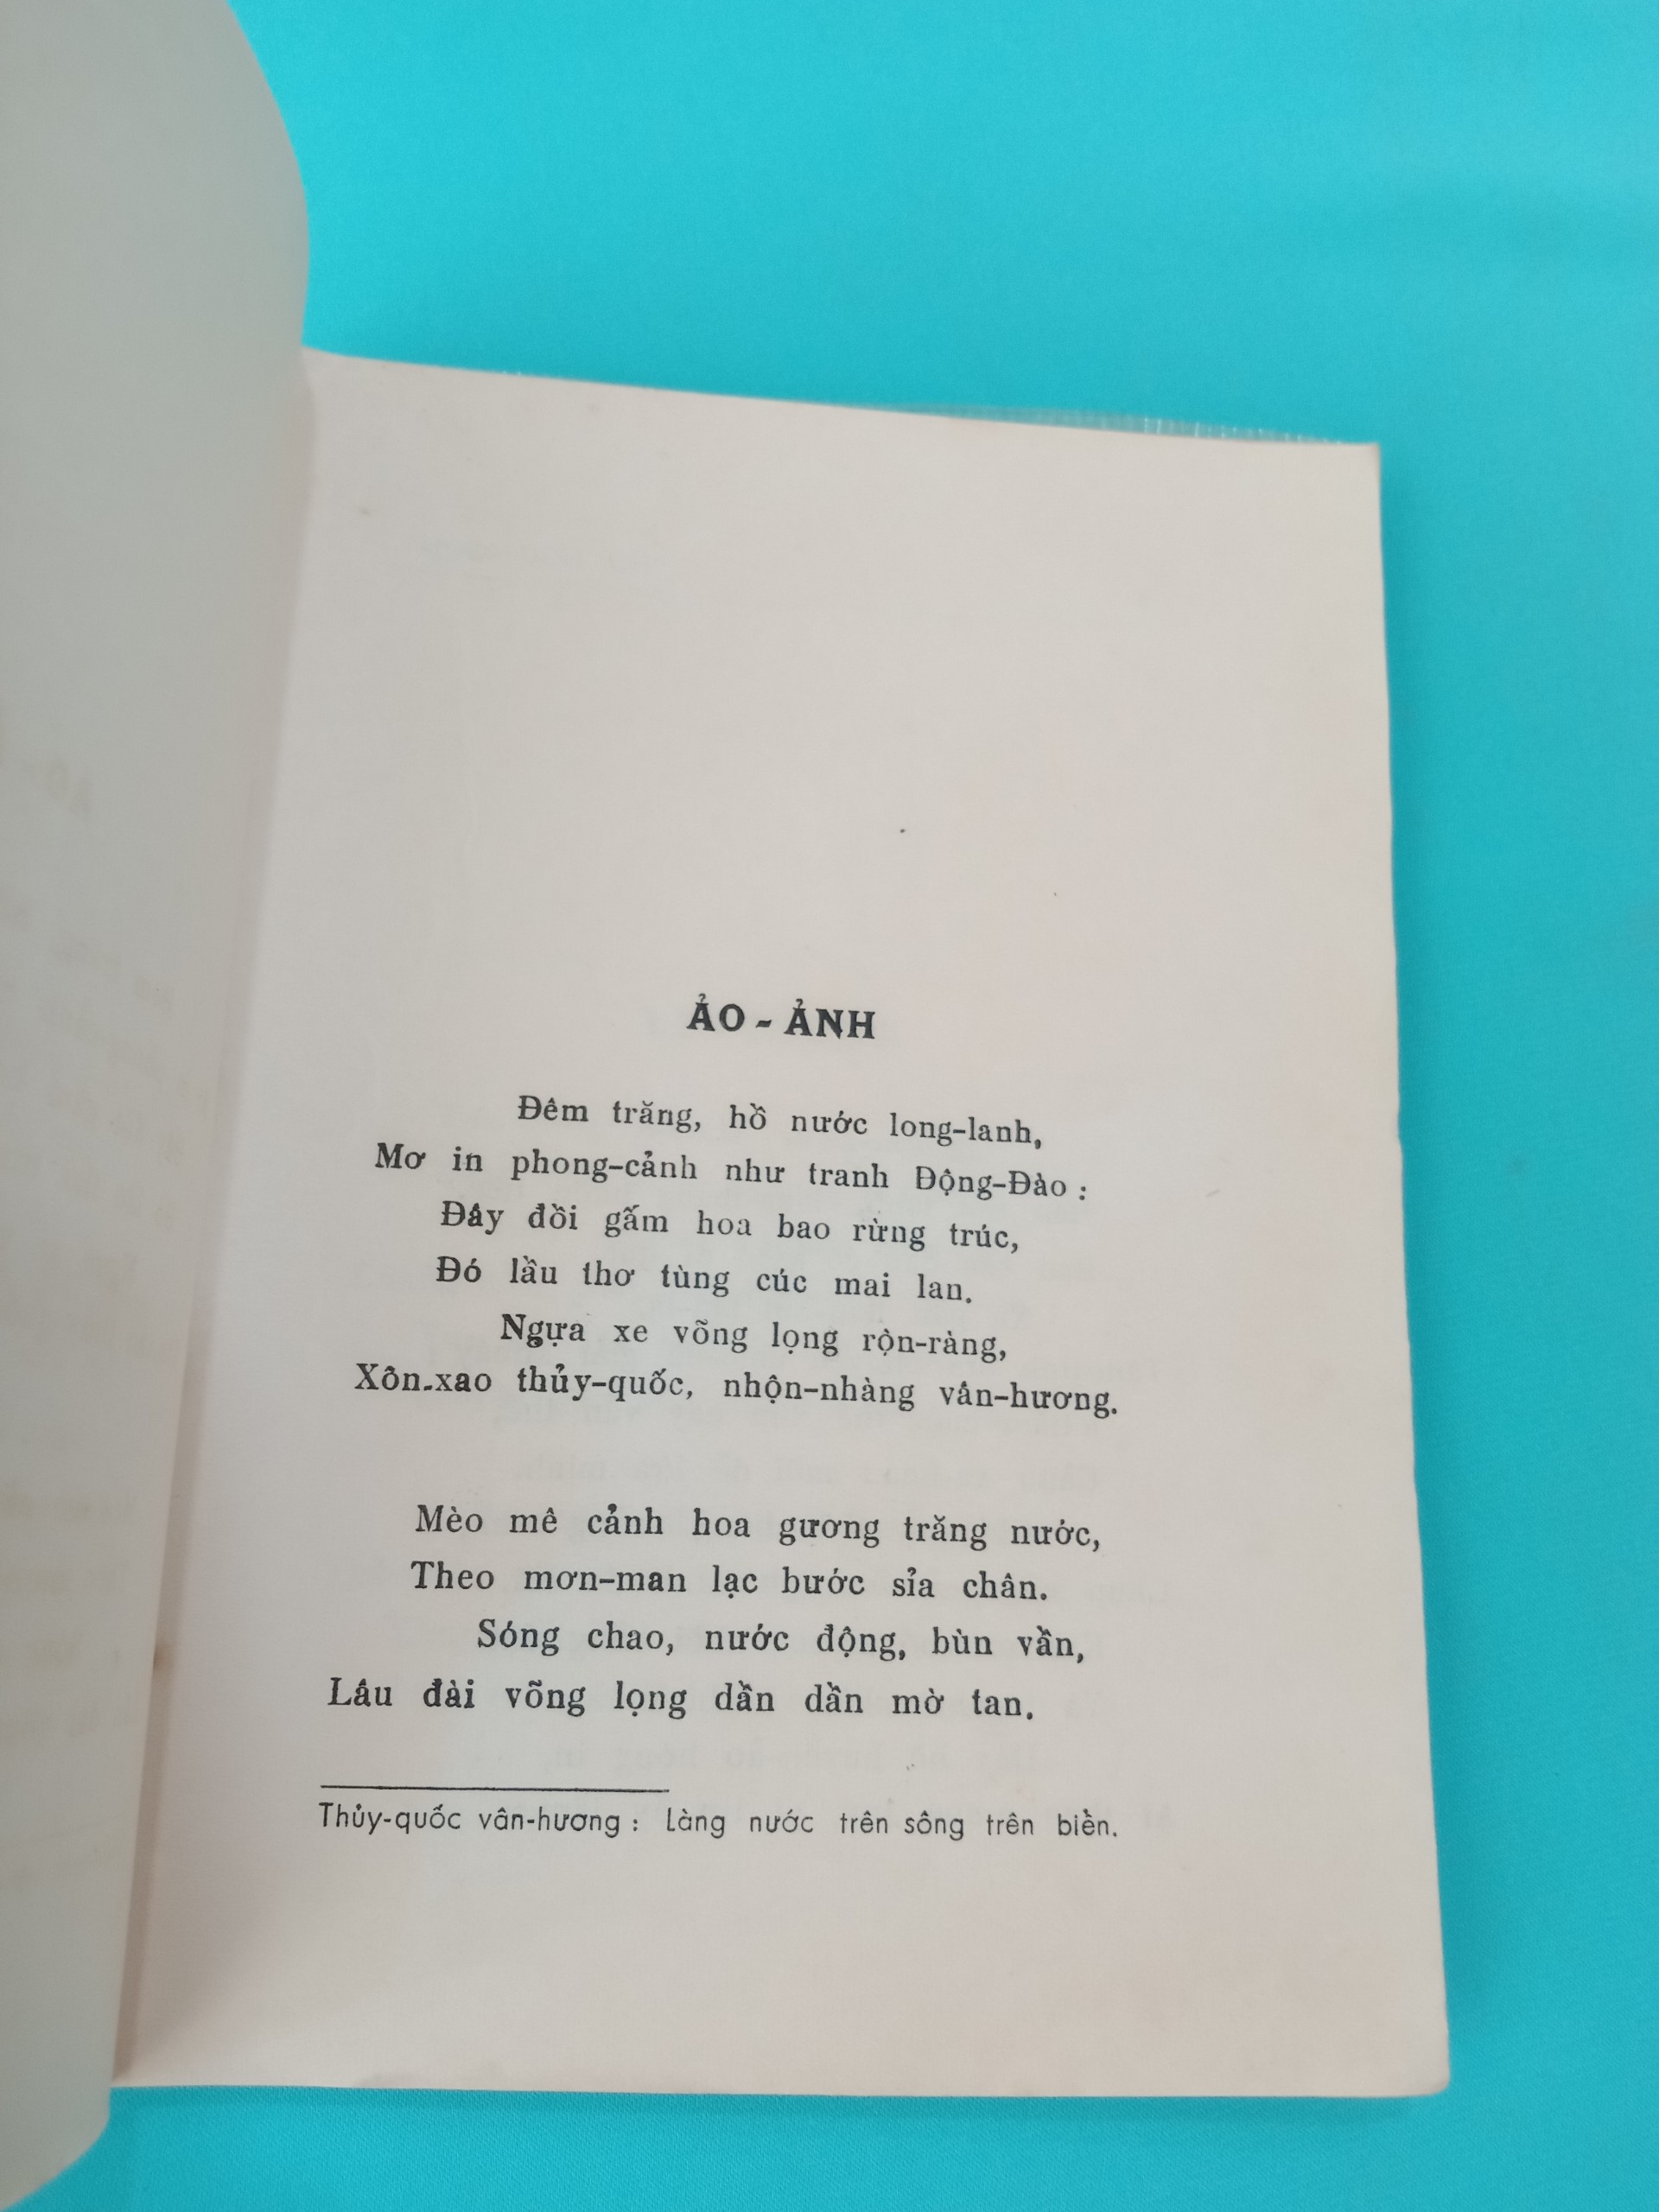 ẢO - ẢNH
Đêm trăng, hồ nước long-lanh,
Mơ in phong-cảnh như tranh Động-Đào :
Đây đồi gấm hoa bao rừng trúc,
Đó lầu thơ tùng cúc mai lan.
Ngựa xe võng lọng rộn-ràng,
Xôn-xao thủy-quốc, nhộn-nhàng vân-hương.
Mèo mê cảnh hoa gương trăng nước,
Theo mơn-man lạc bước sỉa chân.
Sóng chao, nước động, bùn vần,
Lâu đài võng lọng dần dần mờ tan.
Thủy-quốc vân-hương : Làng nước trên sông trên biển.